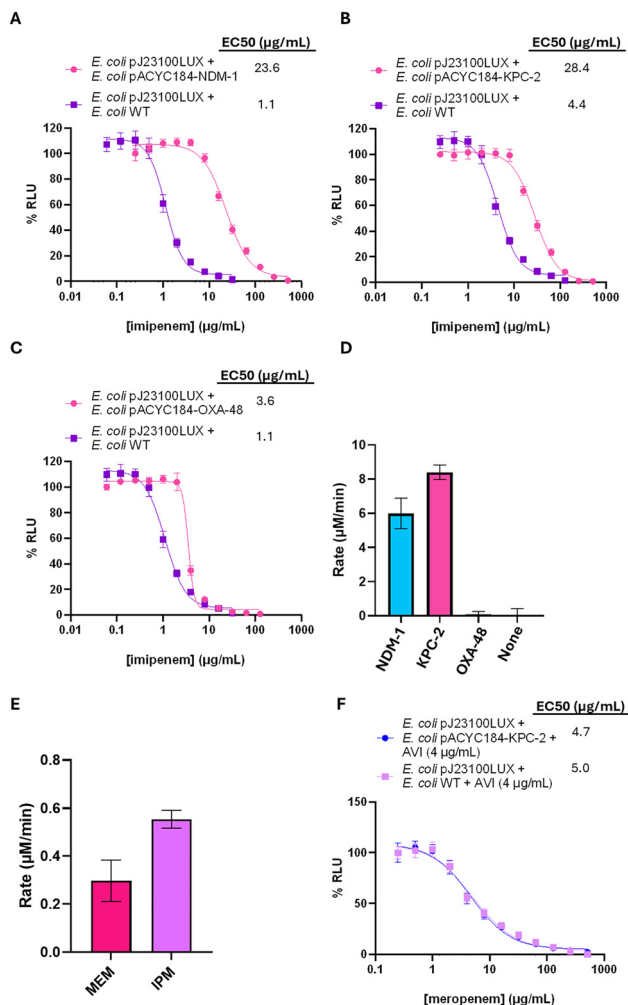 A
EC50 (µg/mL)
E. coli pJ23100LUX +
E. coli pACYC184-NDM-1
23.6
E. coli pJ23100LUX +
E. coli WT
1.1
120
100
80
60
40
20
0
% RLU
0.01
0.1
1
10
100
1000
[imipenem] (µg/mL)
B
EC50 (µg/mL)
E. coli pJ23100LUX +
E. coli pACYC184-KPC-2
28.4
E. coli pJ23100LUX +
E. coli WT
4.4
120
100
80
60
40
20
0
% RLU
0.01
0.1
1
10
100
1000
[imipenem] (µg/mL)
C
EC50 (µg/mL)
E. coli pJ23100LUX +
E. coli pACYC184-OXA-48
3.6
E. coli pJ23100LUX +
E. coli WT
1.1
120
100
80
60
40
20
0
% RLU
0.01
0.1
1
10
100
1000
[imipenem] (µg/mL)
D
10
8
6
4
2
0
Rate (µM/min)
NDM-1
KPC-2
OXA-48
None
E
0.8
0.6
0.4
0.2
0.0
Rate (µM/min)
MEM
IPM
F
EC50 (µg/mL)
E. coli pJ23100LUX +
E. coli pACYC184-KPC-2 +
AVI (4 µg/mL)
4.7
E. coli pJ23100LUX +
E. coli WT + AVI (4 µg/mL)
5.0
150
100
50
0
% RLU
0.1
1
10
100
1000
[meropenem] (µg/mL)